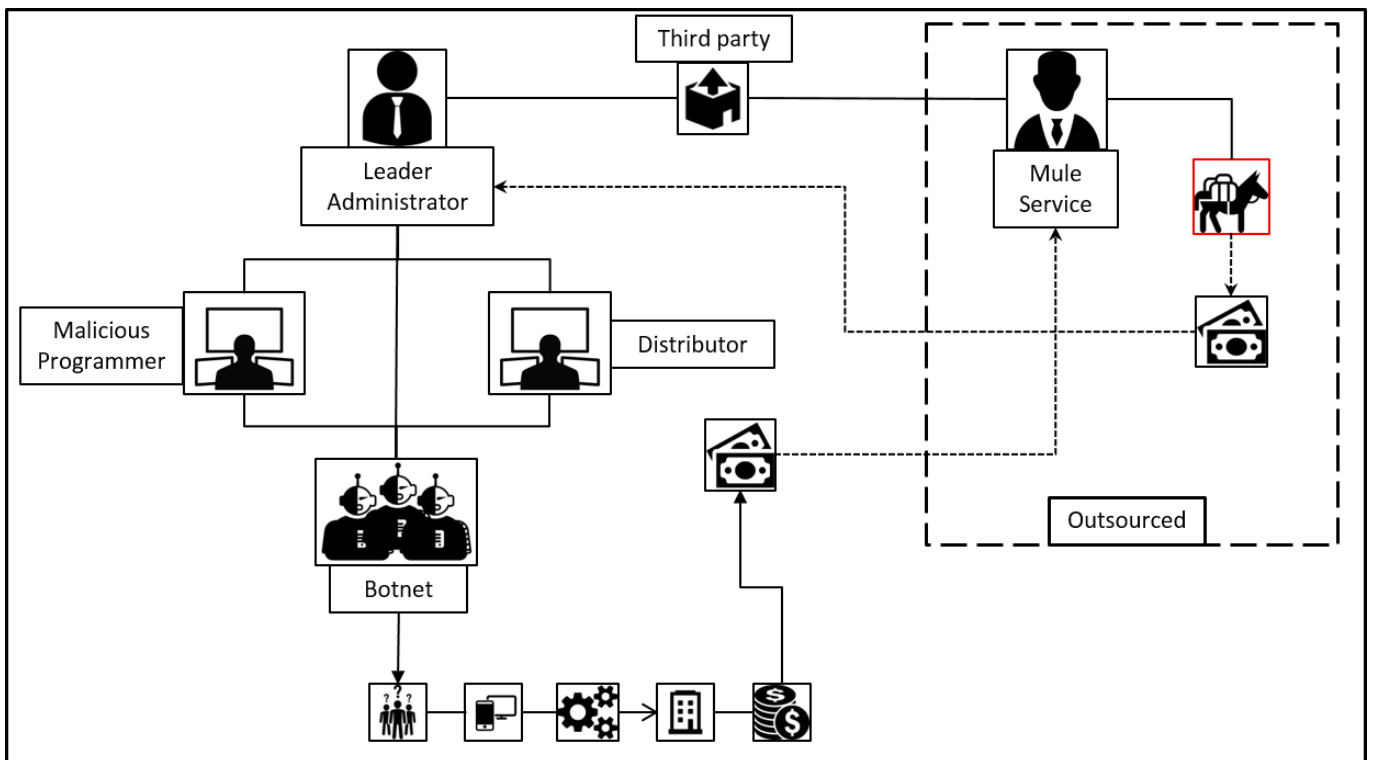 Third party
Leader
Administrator
Mule
Service
Malicious
Programmer
Distributor
Outsourced
Botnet
? ? ?
$
$